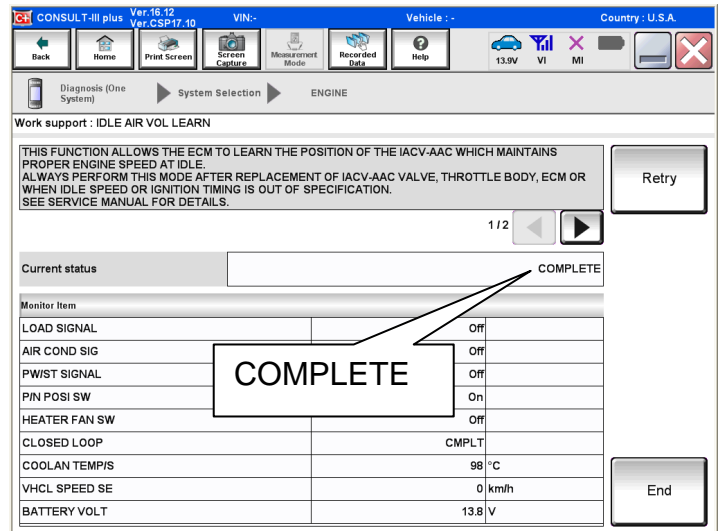 C+ CONSULT-III plus Ver.16.12 Ver.CSP17.10 VIN:- Vehicle : - Country : U.S.A.
Back Home Print Screen Screen Capture Measurement Mode Recorded Data Help 13.9V VI MI
Diagnosis (One System) System Selection ENGINE
Work support : IDLE AIR VOL LEARN
THIS FUNCTION ALLOWS THE ECM TO LEARN THE POSITION OF THE IACV-AAC WHICH MAINTAINS
PROPER ENGINE SPEED AT IDLE.
ALWAYS PERFORM THIS MODE AFTER REPLACEMENT OF IACV-AAC VALVE, THROTTLE BODY, ECM OR
WHEN IDLE SPEED OR IGNITION TIMING IS OUT OF SPECIFICATION.
SEE SERVICE MANUAL FOR DETAILS.
Retry
1/2
Current status COMPLETE
Monitor Item
LOAD SIGNAL Off
AIR COND SIG Off
PW/ST SIGNAL Off
COMPLETE
P/N POSI SW On
HEATER FAN SW Off
CLOSED LOOP CMPLT
COOLAN TEMP/S 98 °C
VHCL SPEED SE 0 km/h
End
BATTERY VOLT 13.8 V